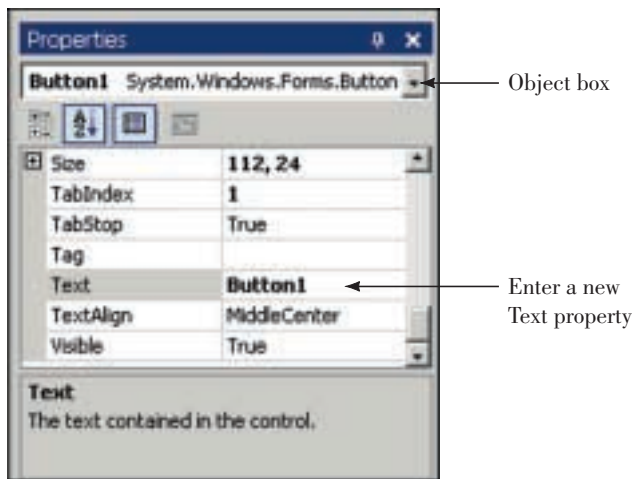 Properties
Button1 System.Windows.Forms.Button
Object box
Size 112, 24
TabIndex 1
TabStop True
Tag
Text Button1
Enter a new
Text property
TextAlign MiddleCenter
Visible True
Text
The text contained in the control.